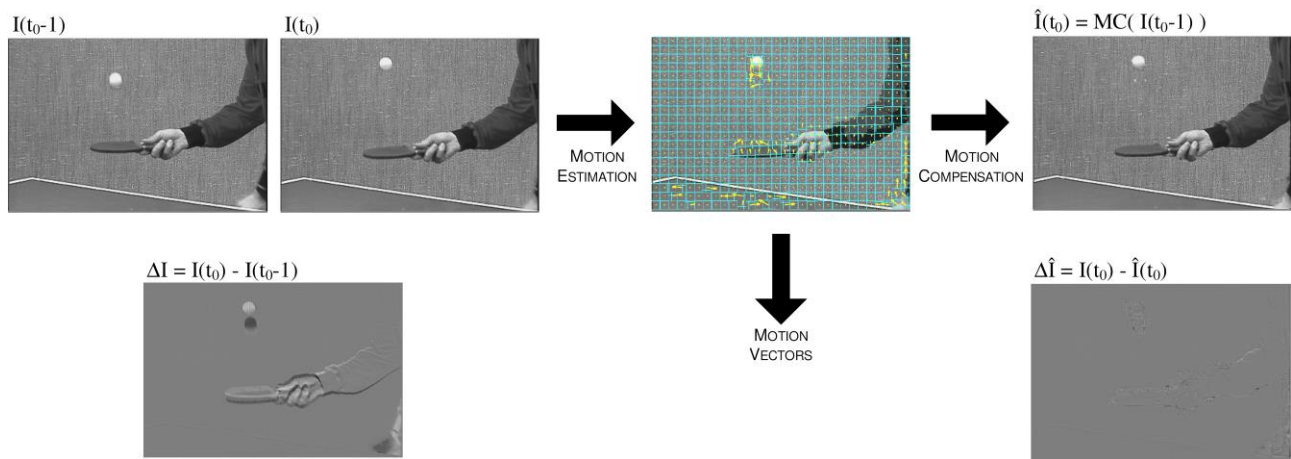 I(t₀-1)
I(t₀)
Î(t₀) = MC( I(t₀-1) )
MOTION
ESTIMATION
MOTION
COMPENSATION
ΔI = I(t₀) - I(t₀-1)
ΔÎ = I(t₀) - Î(t₀)
MOTION
VECTORS